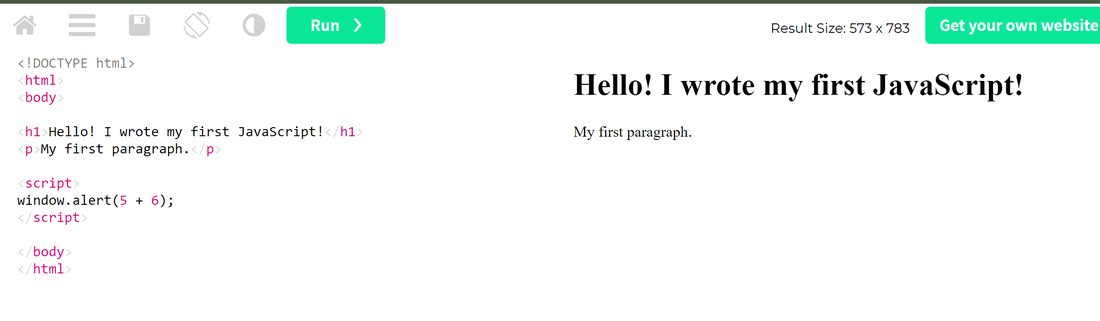 Run ❯
Result Size: 573 x 783
Get your own website
<!DOCTYPE html>
<html>
<body>
<h1>Hello! I wrote my first JavaScript!</h1>
<p>My first paragraph.</p>
<script>
window.alert(5 + 6);
</script>
</body>
</html>
Hello! I wrote my first JavaScript!
My first paragraph.